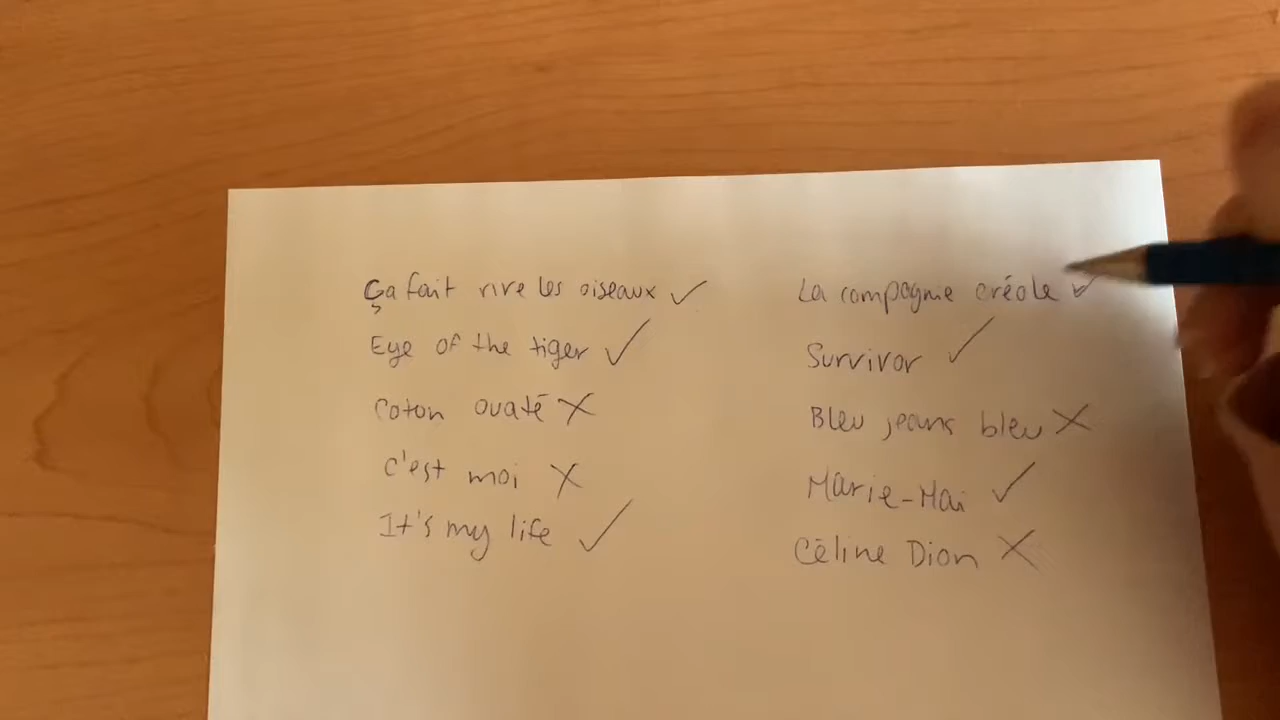 Ça fait rire les oiseaux ✓ La compagnie créole ✓
Eye of the tiger ✓ Survivor ✓
Coton ouaté X Bleu jeans bleu X
C'est moi X Marie-Mai ✓
It's my life ✓ Céline Dion X